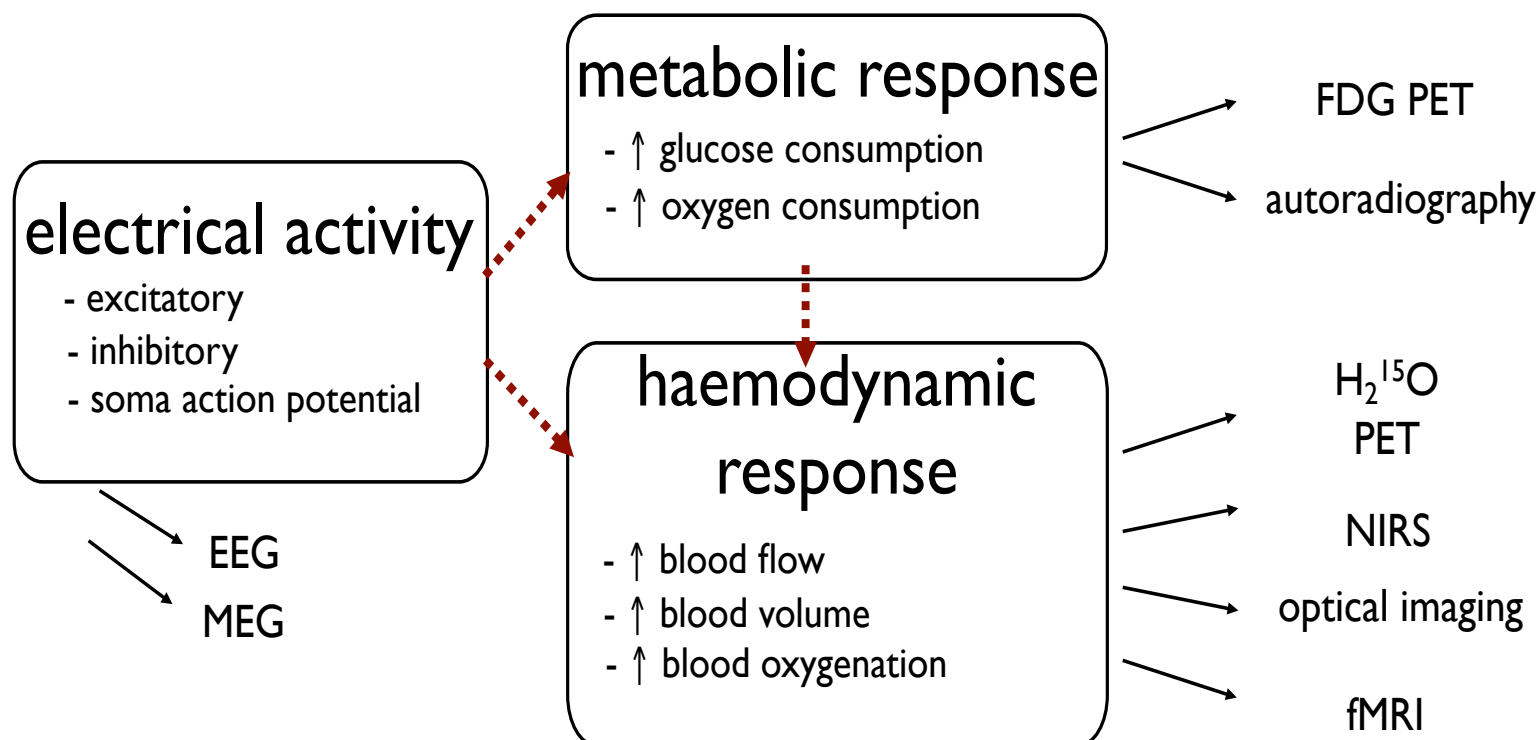 electrical activity
- excitatory
- inhibitory
- soma action potential
EEG
MEG
metabolic response
- ↑ glucose consumption
- ↑ oxygen consumption
FDG PET
autoradiography
haemodynamic
response
- ↑ blood flow
- ↑ blood volume
- ↑ blood oxygenation
H₂¹⁵O
PET
NIRS
optical imaging
fMRI